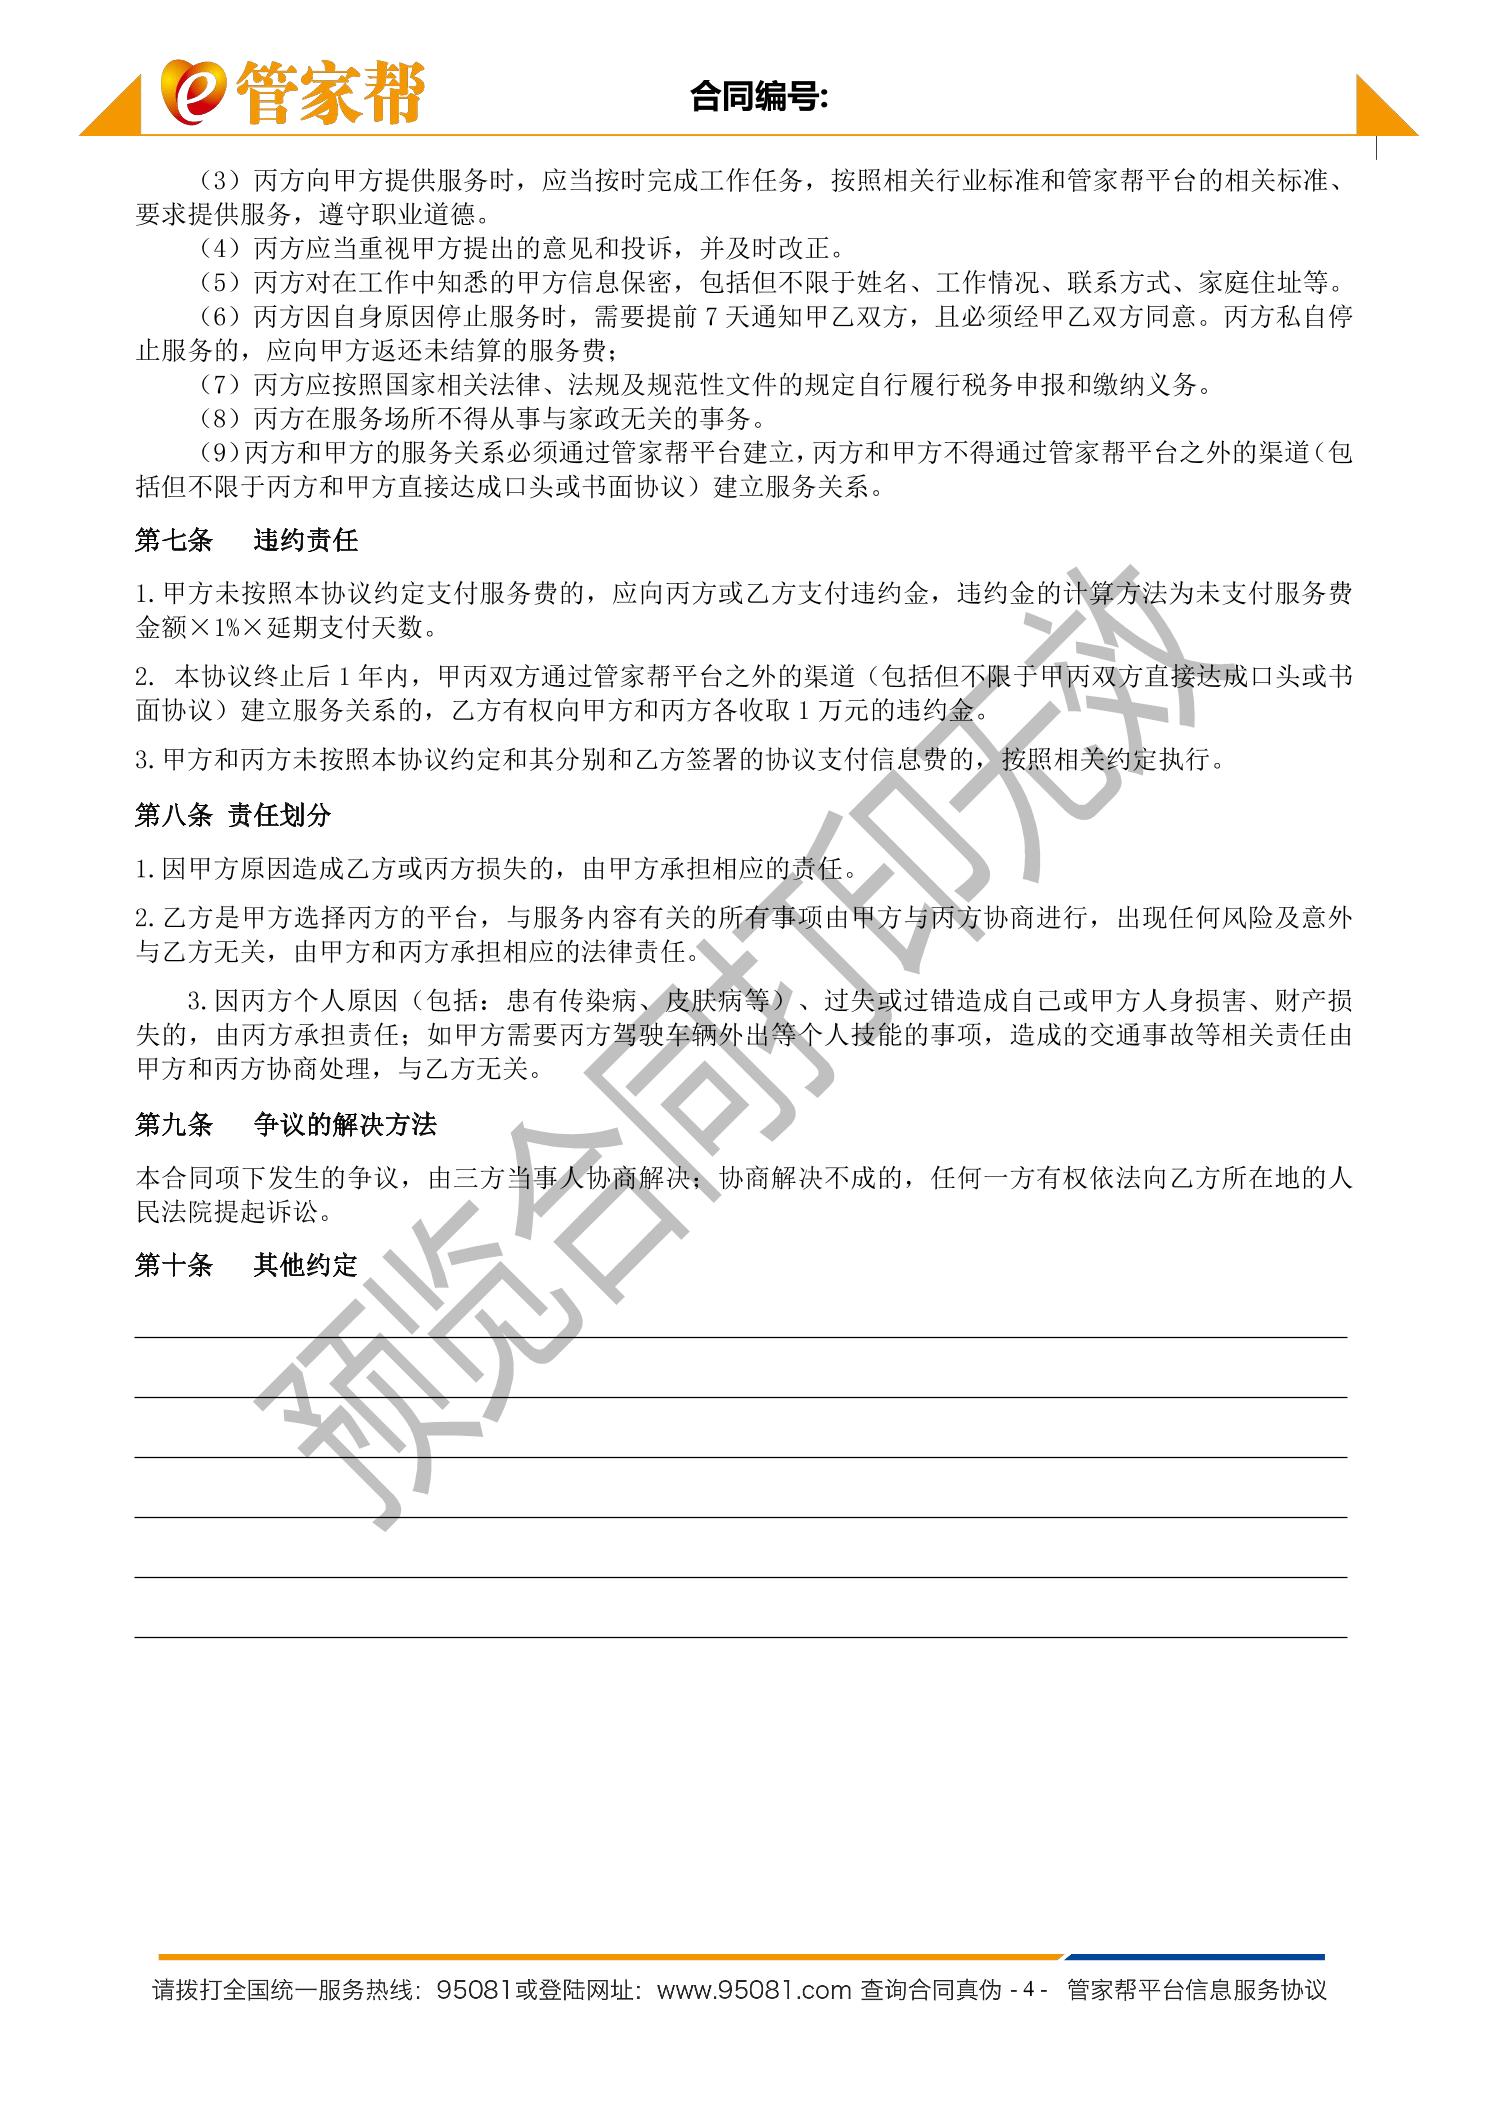 管家帮
合同编号:
（3）丙方向甲方提供服务时，应当按时完成工作任务，按照相关行业标准和管家帮平台的相关标准、
要求提供服务，遵守职业道德。
（4）丙方应当重视甲方提出的意见和投诉，并及时改正。
（5）丙方对在工作中知悉的甲方信息保密，包括但不限于姓名、工作情况、联系方式、家庭住址等。
（6）丙方因自身原因停止服务时，需要提前 7 天通知甲乙双方，且必须经甲乙双方同意。丙方私自停
止服务的，应向甲方返还未结算的服务费；
（7）丙方应按照国家相关法律、法规及规范性文件的规定自行履行税务申报和缴纳义务。
（8）丙方在服务场所不得从事与家政无关的事务。
（9）丙方和甲方的服务关系必须通过管家帮平台建立，丙方和甲方不得通过管家帮平台之外的渠道（包
括但不限于丙方和甲方直接达成口头或书面协议）建立服务关系。
第七条 违约责任
1.甲方未按照本协议约定支付服务费的，应向丙方或乙方支付违约金，违约金的计算方法为未支付服务费
金额×1%×延期支付天数。
2. 本协议终止后 1 年内，甲丙双方通过管家帮平台之外的渠道（包括但不限于甲丙双方直接达成口头或书
面协议）建立服务关系的，乙方有权向甲方和丙方各收取 1 万元的违约金。
3.甲方和丙方未按照本协议约定和其分别和乙方签署的协议支付信息费的，按照相关约定执行。
第八条 责任划分
1.因甲方原因造成乙方或丙方损失的，由甲方承担相应的责任。
2.乙方是甲方选择丙方的平台，与服务内容有关的所有事项由甲方与丙方协商进行，出现任何风险及意外
与乙方无关，由甲方和丙方承担相应的法律责任。
3.因丙方个人原因（包括：患有传染病、皮肤病等）、过失或过错造成自己或甲方人身损害、财产损
失的，由丙方承担责任；如甲方需要丙方驾驶车辆外出等个人技能的事项，造成的交通事故等相关责任由
甲方和丙方协商处理，与乙方无关。
第九条 争议的解决方法
本合同项下发生的争议，由三方当事人协商解决；协商解决不成的，任何一方有权依法向乙方所在地的人
民法院提起诉讼。
第十条 其他约定
预览合同打印无效
请拨打全国统一服务热线：95081或登陆网址：www.95081.com 查询合同真伪 - 4 - 管家帮平台信息服务协议